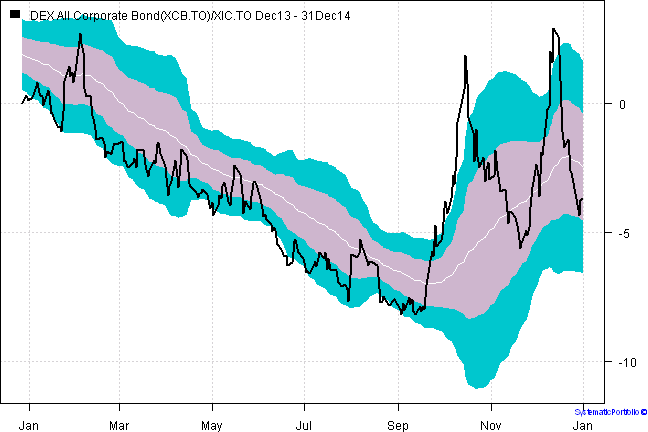 DEX All Corporate Bond(XCB.TO)/XIC.TO Dec13 - 31Dec14
0
-5
-10
Jan Mar May Jul Sep Nov Jan
SystematicPortfolio ©